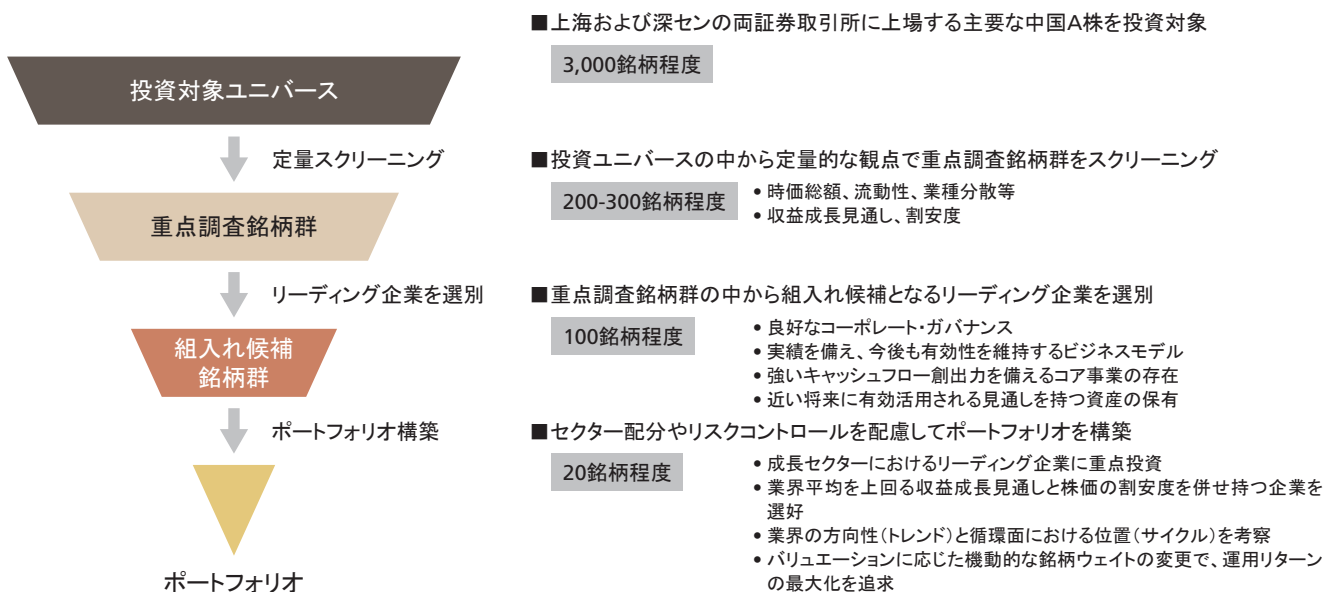 ■上海および深センの両証券取引所に上場する主要な中国A株を投資対象
3,000銘柄程度
投資対象ユニバース
定量スクリーニング
■投資ユニバースの中から定量的な観点で重点調査銘柄群をスクリーニング
200-300銘柄程度
• 時価総額、流動性、業種分散等
• 収益成長見通し、割安度
重点調査銘柄群
リーディング企業を選別
■重点調査銘柄群の中から組入れ候補となるリーディング企業を選別
100銘柄程度
• 良好なコーポレート・ガバナンス
• 実績を備え、今後も有効性を維持するビジネスモデル
• 強いキャッシュフロー創出力を備えるコア事業の存在
• 近い将来に有効活用される見通しを持つ資産の保有
組入れ候補
銘柄群
ポートフォリオ構築
■セクター配分やリスクコントロールを配慮してポートフォリオを構築
20銘柄程度
• 成長セクターにおけるリーディング企業に重点投資
• 業界平均を上回る収益成長見通しと株価の割安度を併せ持つ企業を
選好
• 業界の方向性（トレンド）と循環面における位置（サイクル）を考察
• バリュエーションに応じた機動的な銘柄ウェイトの変更で、運用リターン
の最大化を追求
ポートフォリオ